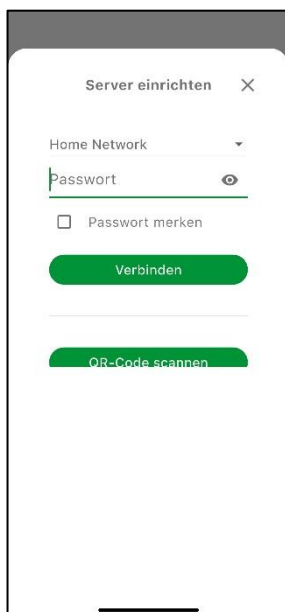 Server einrichten
Home Network
Passwort
Passwort merken
Verbinden
QR-Code scannen